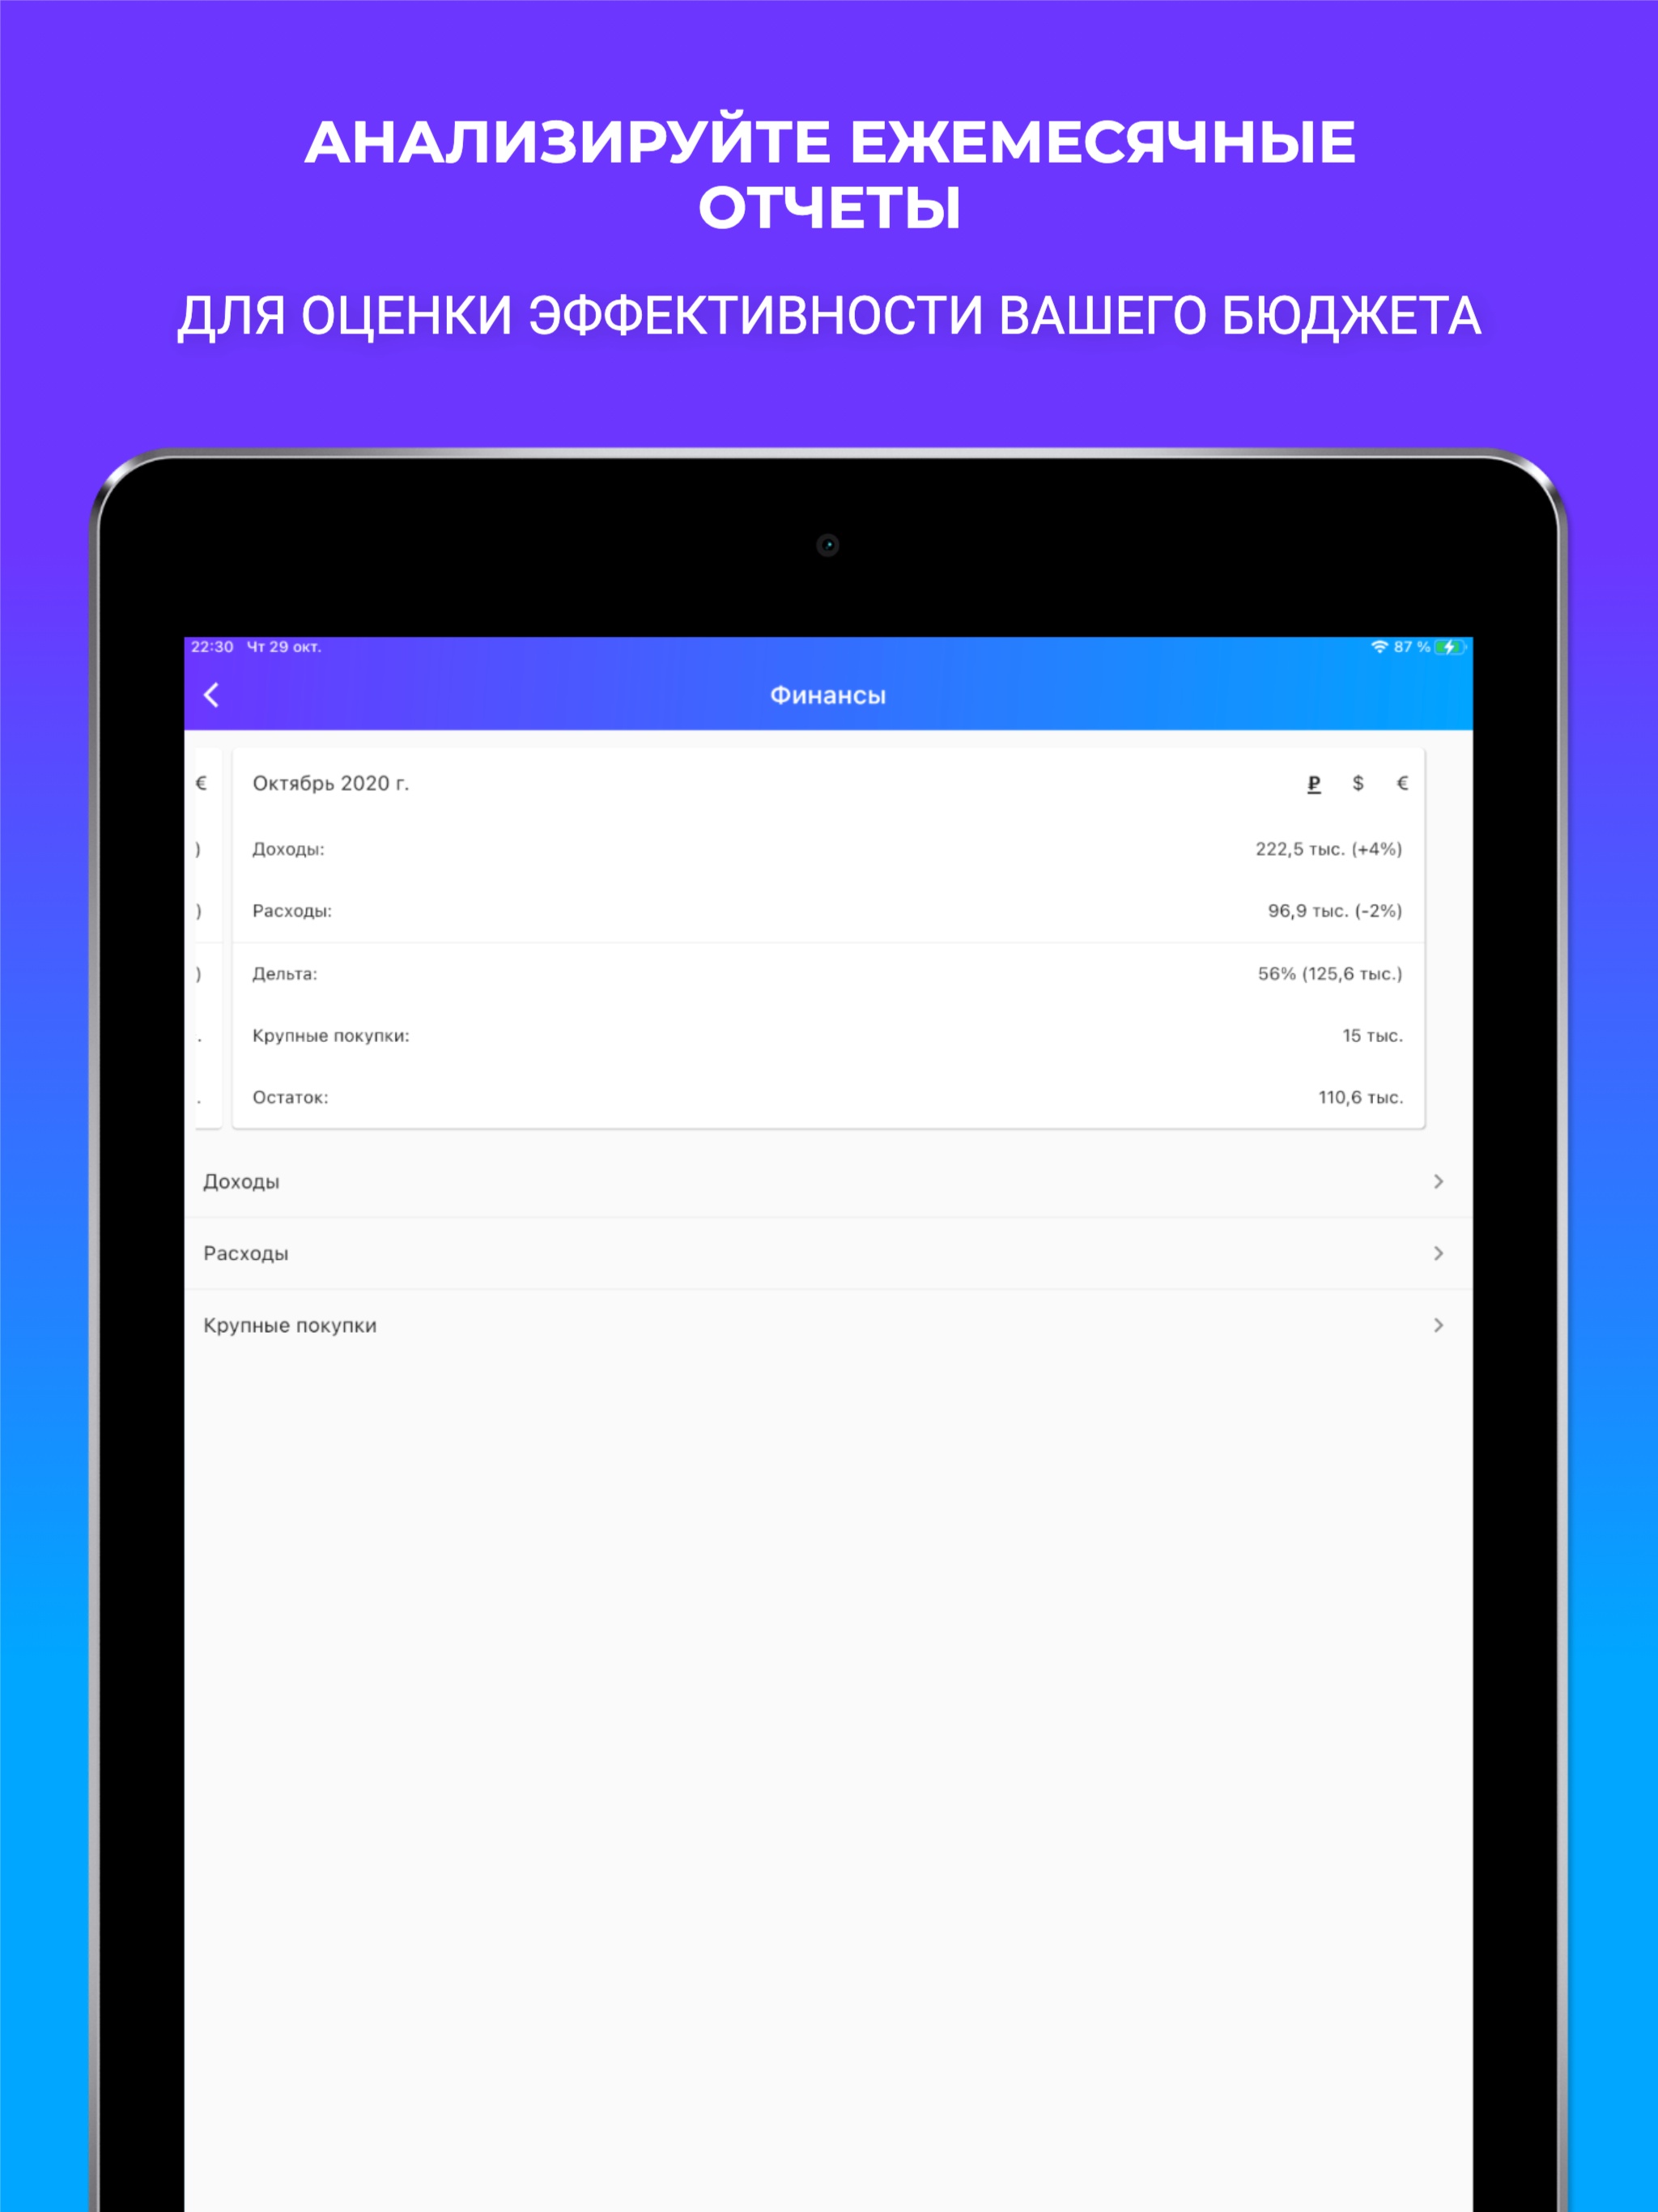 АНАЛИЗИРУЙТЕ ЕЖЕМЕСЯЧНЫЕ
ОТЧЕТЫ
ДЛЯ ОЦЕНКИ ЭФФЕКТИВНОСТИ ВАШЕГО БЮДЖЕТА
22:30 Чт 29 окт. 87 %
Финансы
€ Октябрь 2020 г. ₽ $ €
) Доходы: 222,5 тыс. (+4%)
) Расходы: 96,9 тыс. (-2%)
) Дельта: 56% (125,6 тыс.)
. Крупные покупки: 15 тыс.
. Остаток: 110,6 тыс.
Доходы
Расходы
Крупные покупки